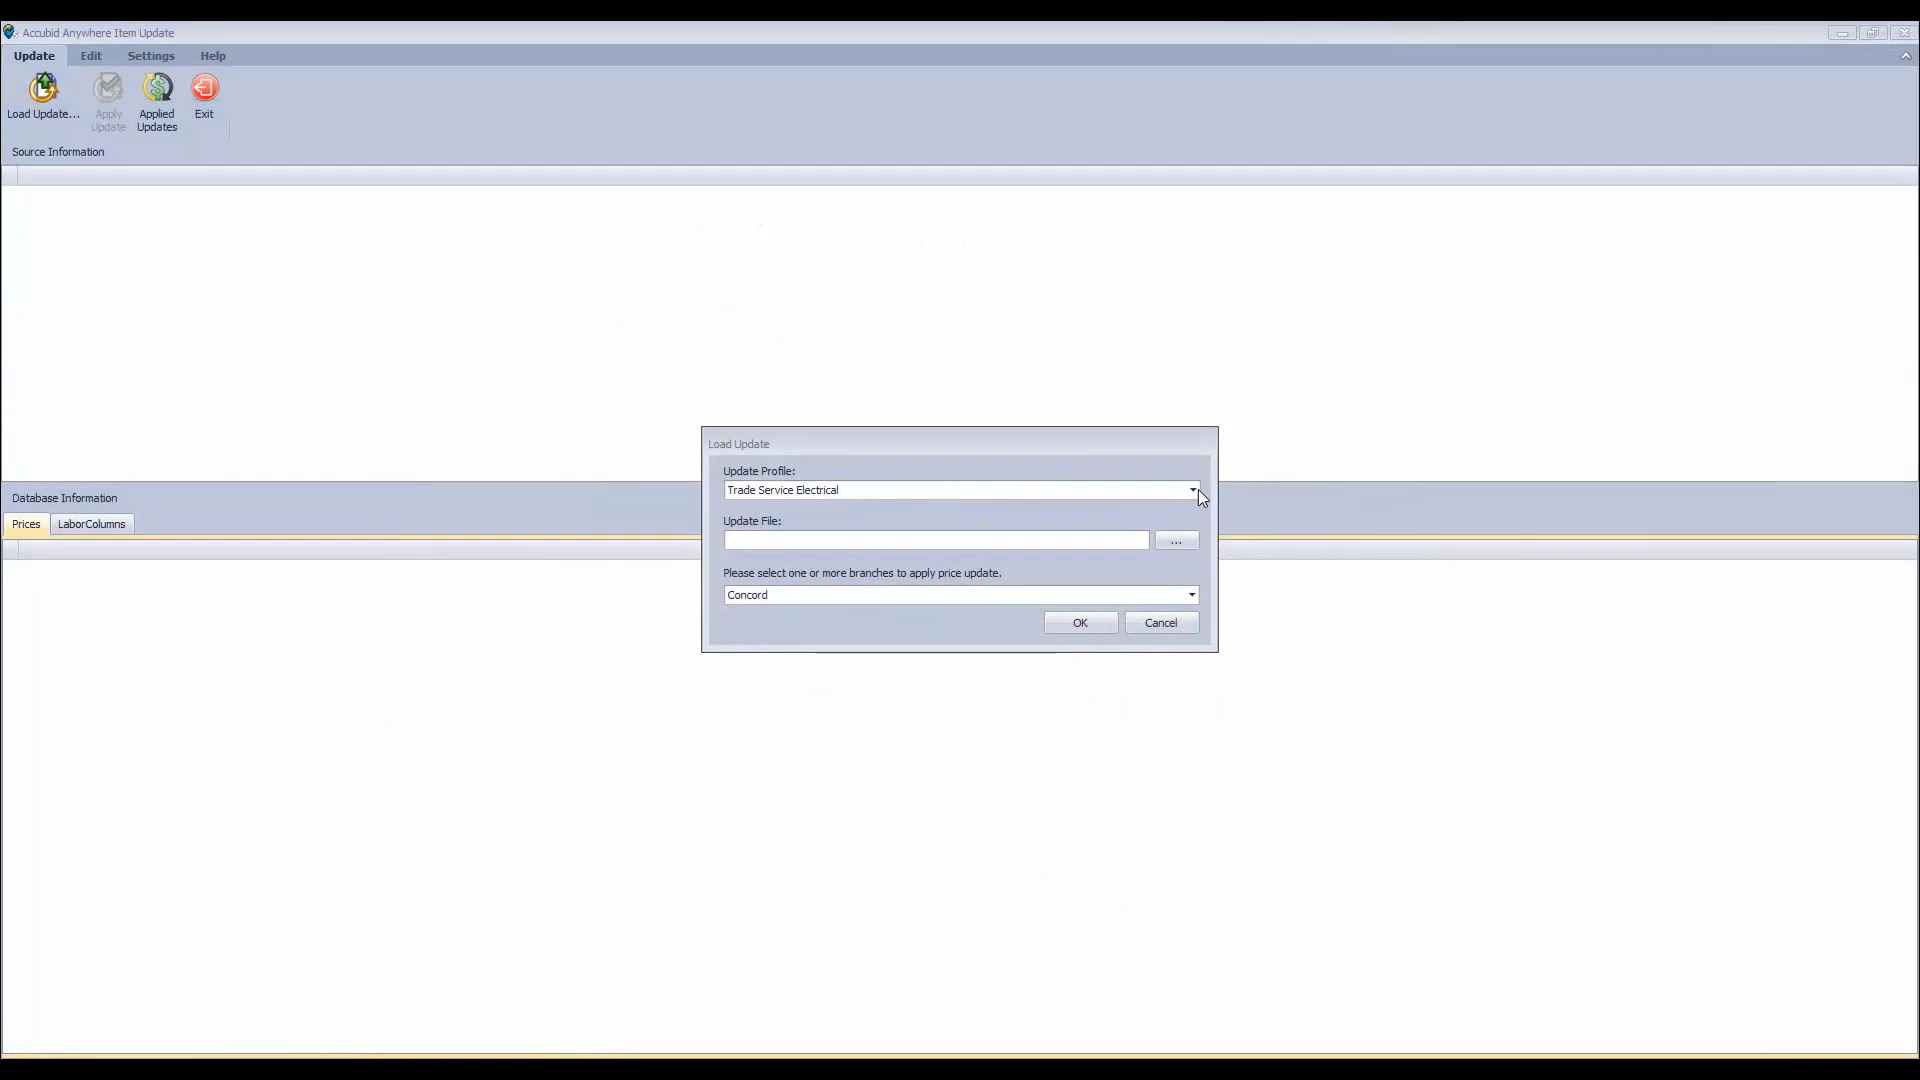 Accubid Anywhere Item Update
Update Edit Settings Help
Load Update... Apply Update Applied Updates Exit
Source Information
Load Update
Update Profile:
Trade Service Electrical
Update File:
...
Please select one or more branches to apply price update.
Concord
OK Cancel
Database Information
Prices LaborColumns